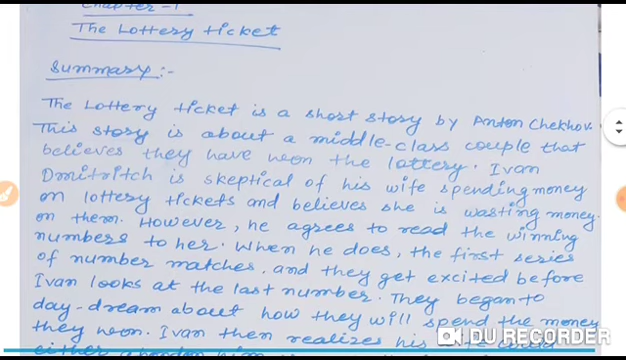 Chapter-1
The Lottery ticket
Summary:-
The Lottery ticket is a short story by Anton Chekhov.
This story is about a middle-class couple that
believes they have won the lottery. Ivan
Dmitritch is skeptical of his wife spending money
on lottery tickets and believes she is wasting money
on them. However, he agrees to read the winning
numbers to her. When he does, the first series
of number matches, and they get excited before
Ivan looks at the last number. They began to
day-dream about how they will spend the money
they won. Ivan then realizes his
either
DU RECORDER